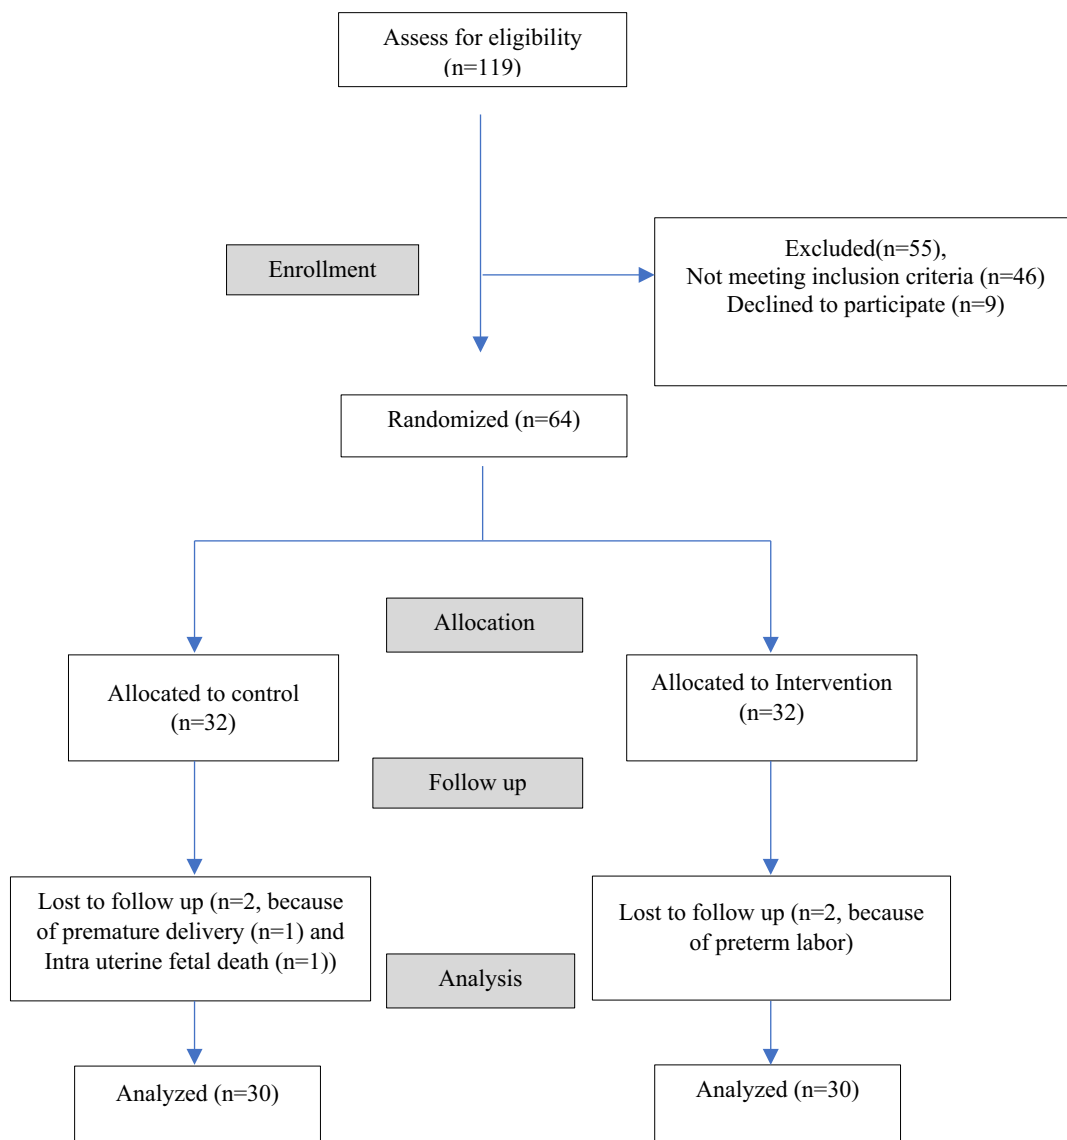 Assess for eligibility
(n=119)
Enrollment
Excluded(n=55),
Not meeting inclusion criteria (n=46)
Declined to participate (n=9)
Randomized (n=64)
Allocation
Allocated to control
(n=32)
Allocated to Intervention
(n=32)
Follow up
Lost to follow up (n=2, because
of premature delivery (n=1) and
Intra uterine fetal death (n=1))
Lost to follow up (n=2, because
of preterm labor)
Analysis
Analyzed (n=30)
Analyzed (n=30)